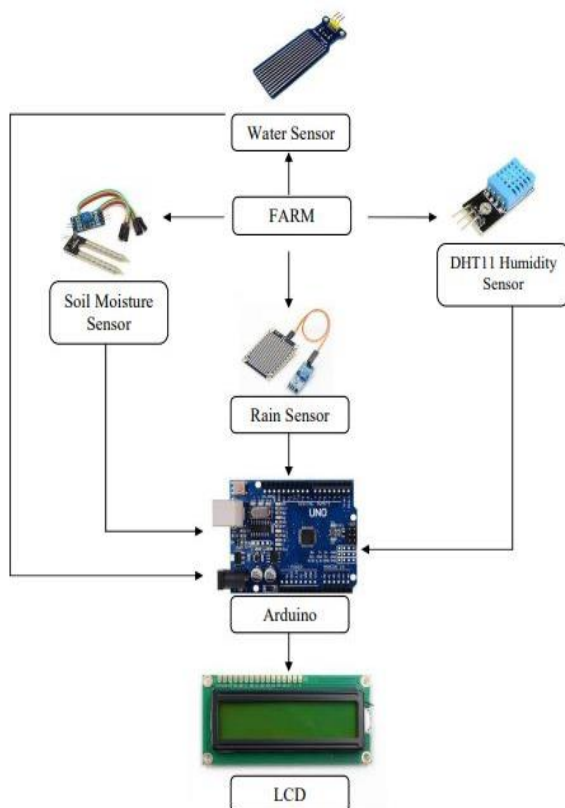 Water Sensor
FARM
DHT11 Humidity
Sensor
Soil Moisture
Sensor
Rain Sensor
UNO
Arduino
LCD